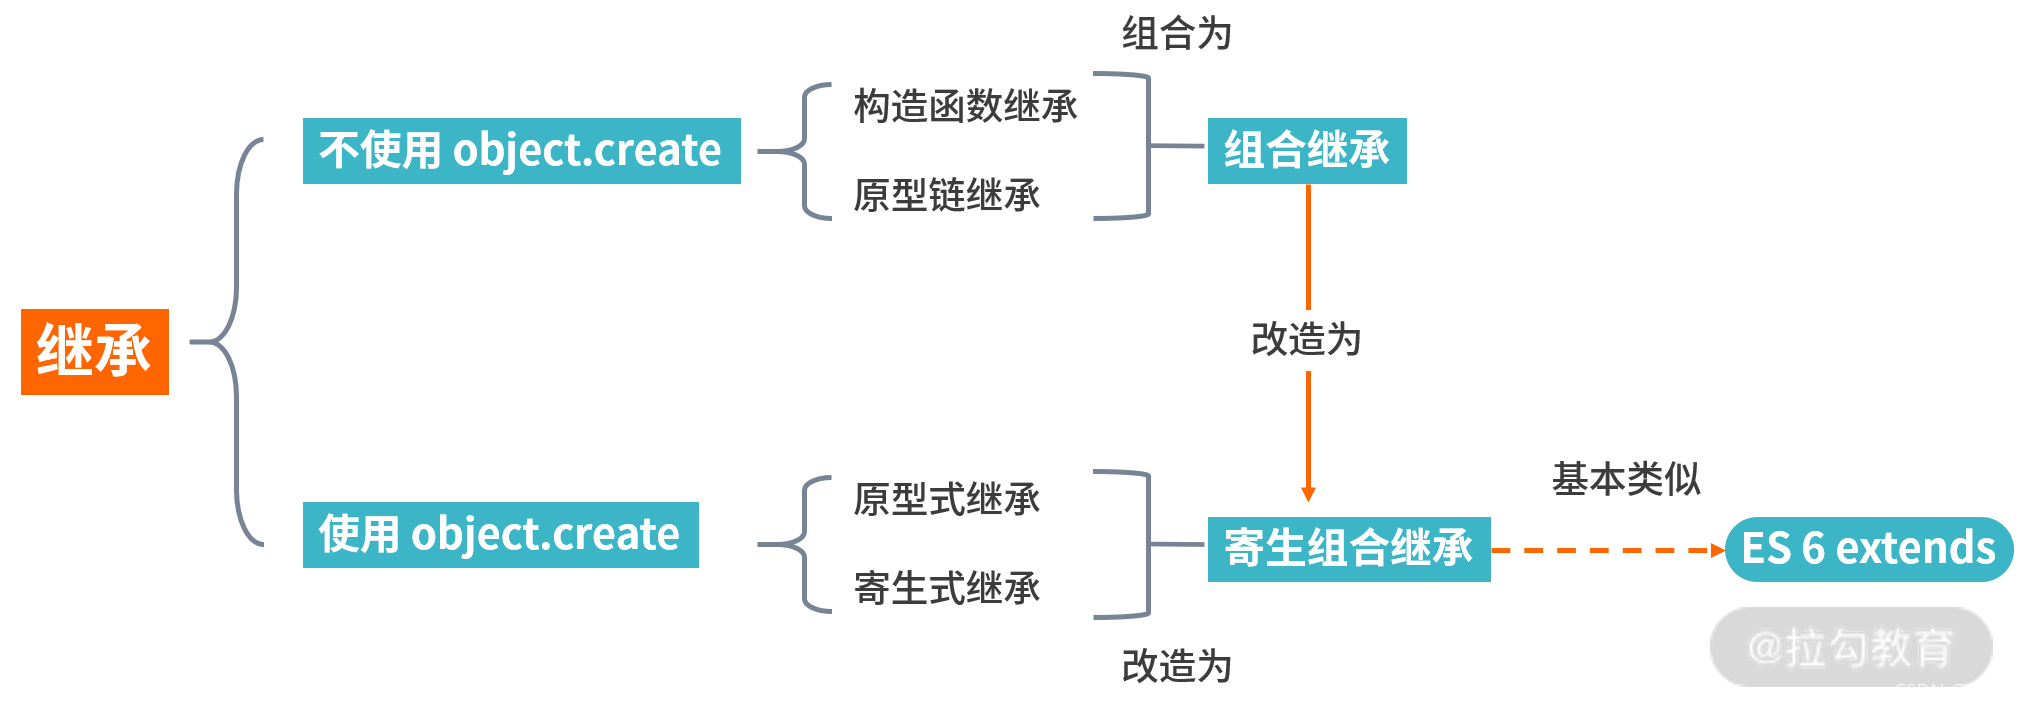 组合为
构造函数继承
不使用 object.create
组合继承
原型链继承
继承
改造为
基本类似
原型式继承
使用 object.create
寄生组合继承
ES 6 extends
寄生式继承
改造为
@拉勾教育